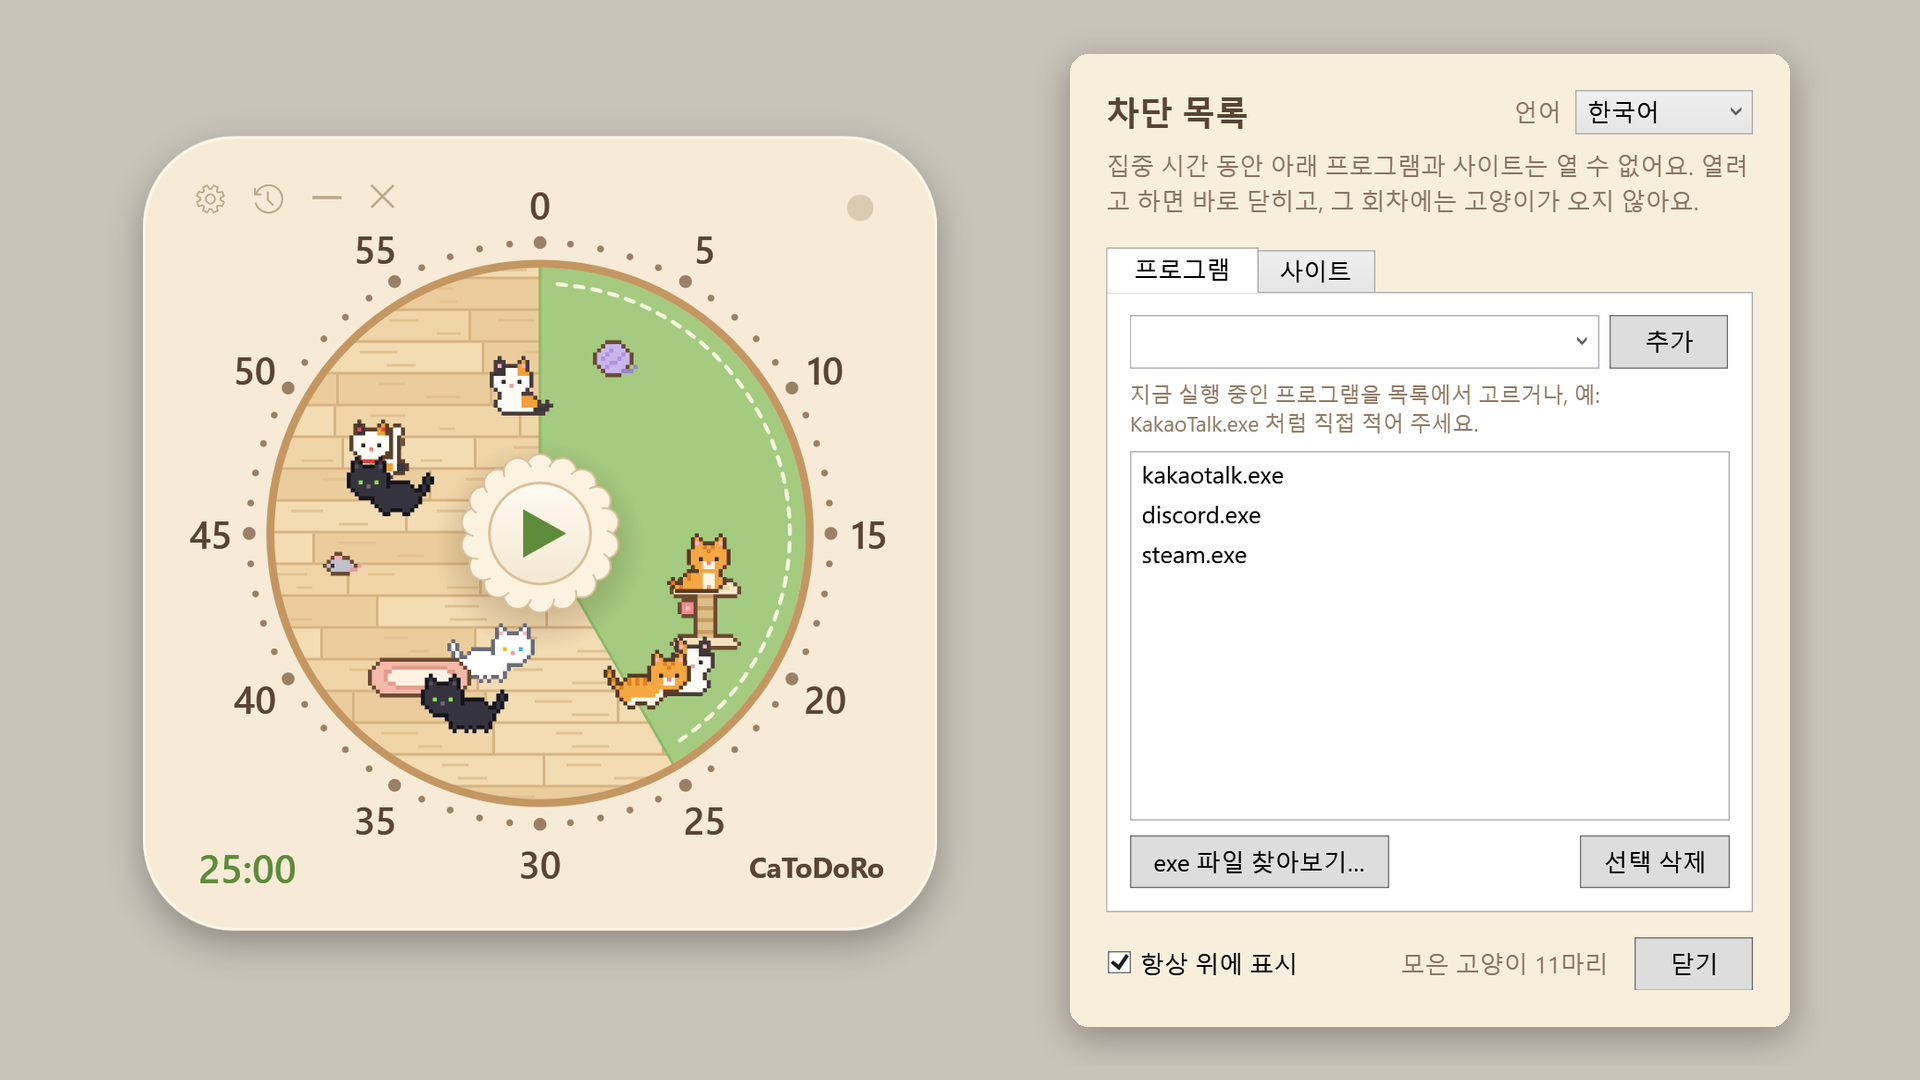 0
5
10
15
20
25
30
35
40
45
50
55
25:00
CaToDoRo
차단 목록
언어
한국어
집중 시간 동안 아래 프로그램과 사이트는 열 수 없어요. 열려
고 하면 바로 닫히고, 그 회차에는 고양이가 오지 않아요.
프로그램
사이트
추가
지금 실행 중인 프로그램을 목록에서 고르거나, 예:
KakaoTalk.exe 처럼 직접 적어 주세요.
kakaotalk.exe
discord.exe
steam.exe
exe 파일 찾아보기...
선택 삭제
항상 위에 표시
모은 고양이 11마리
닫기